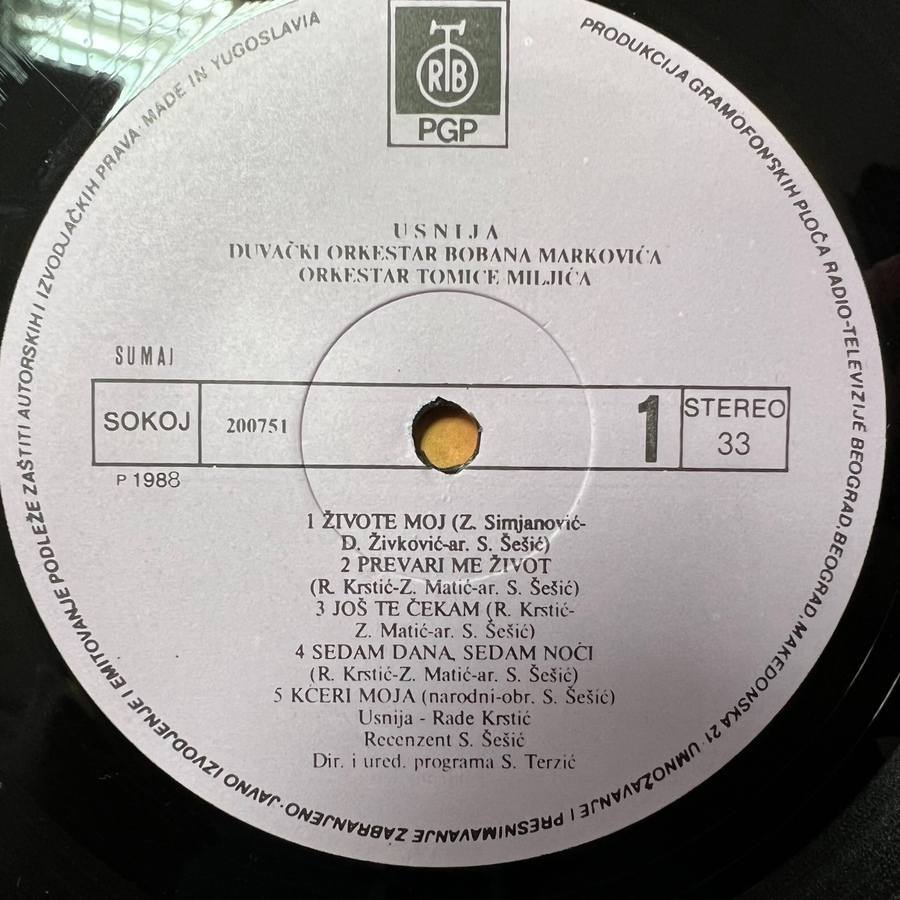 RTB
PGP
PRODUKCIJA GRAMOFONSKIH PLOČA RADIO-TELEVIZIJE BEOGRAD, BEOGRAD, MAKEDONSKA 21 · UMNOŽAVANJE I PRESNIMAVANJE ZABRANJENO · JAVNO IZVODJENJE I EMITOVANJE PODLEŽE ZAŠTITI AUTORSKIH I IZVODJAČKIH PRAVA · MADE IN YUGOSLAVIA
USNIJA
DUVAČKI ORKESTAR BOBANA MARKOVIĆA
ORKESTAR TOMICE MILJIĆA
SUMAJ
SOKOJ
200751
1
STEREO
33
P 1988
1 ŽIVOTE MOJ (Z. Simjanović-
D. Živković-ar. S. Šešić)
2 PREVARI ME ŽIVOT
(R. Krstić-Z. Matić-ar. S. Šešić)
3 JOŠ TE ČEKAM (R. Krstić-
Z. Matić-ar. S. Šešić)
4 SEDAM DANA, SEDAM NOĆI
(R. Krstić-Z. Matić-ar. S. Šešić)
5 KĆERI MOJA (narodni-obr. S. Šešić)
Usnija - Rade Krstić
Recenzent S. Šešić
Dir. i ured. programa S. Terzić